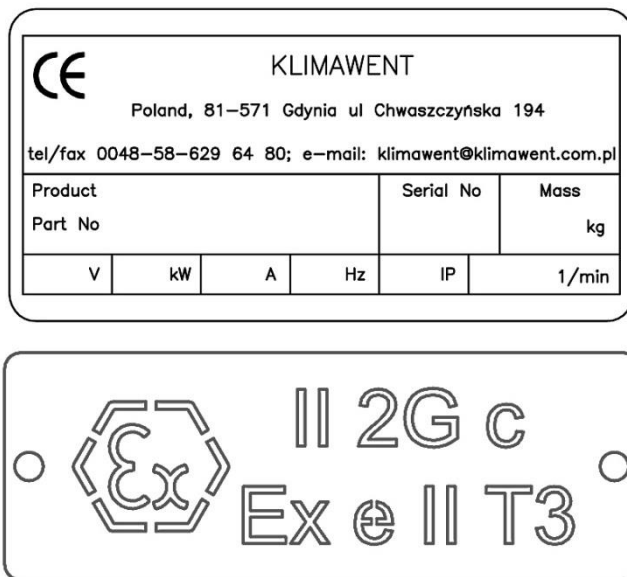 CE KLIMAWENT
Poland, 81-571 Gdynia ul Chwaszczyńska 194
tel/fax 0048-58-629 64 80; e-mail: klimawent@klimawent.com.pl
Product Serial No Mass
Part No kg
V kW A Hz IP 1/min
II 2G c
Ex
Ex e II T3